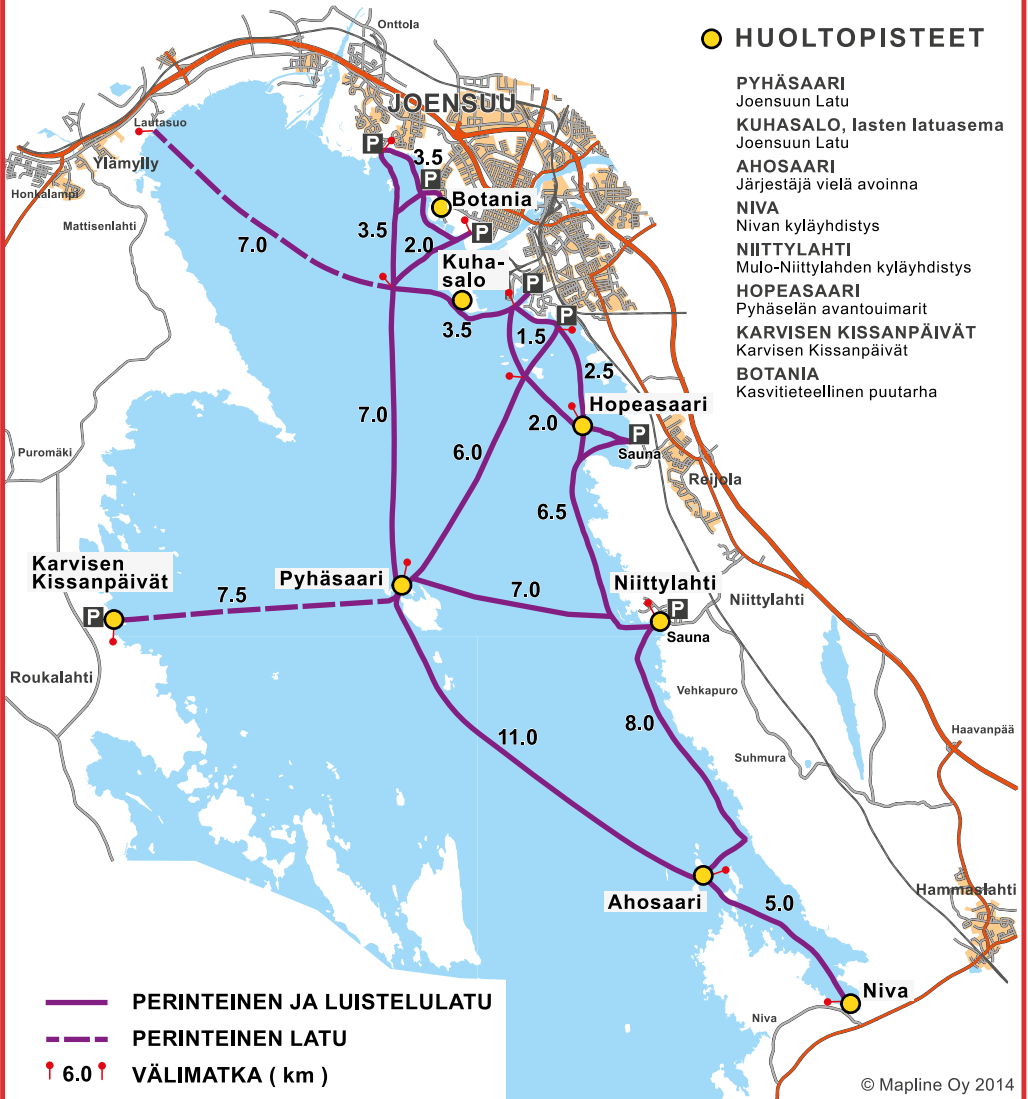 HUOLTOPISTEET
PYHÄSAARI
Joensuun Latu
KUHASALO, lasten latuasema
Joensuun Latu
AHOSAARI
Järjestäjä vielä avoinna
NIVA
Nivan kyläyhdistys
NIITTYLAHTI
Mulo-Niittylahden kyläyhdistys
HOPEASAARI
Pyhäselän avantouimarit
KARVISEN KISSANPÄIVÄT
Karvisen Kissanpäivät
BOTANIA
Kasvitieteellinen puutarha
Onttola
JOENSUU
Lautasuo
P
3.5
Ylämylly
P
Honkalampi
Botania
Mattisenlahti
3.5
P
7.0
2.0
Kuha-
salo
P
P
3.5
1.5
2.5
Hopeasaari
7.0
2.0
P
Sauna
6.0
Puromäki
Reijola
6.5
Karvisen
Kissanpäivät
Pyhäsaari
7.0
Niittylahti
7.5
P
Niittylahti
P
Sauna
Roukalahti
Vehkapuro
8.0
11.0
Haavanpää
Suhmura
Hammaslahti
Ahosaari
5.0
Niva
Niva
PERINTEINEN JA LUISTELULATU
PERINTEINEN LATU
6.0 VÄLIMATKA ( km )
© Mapline Oy 2014